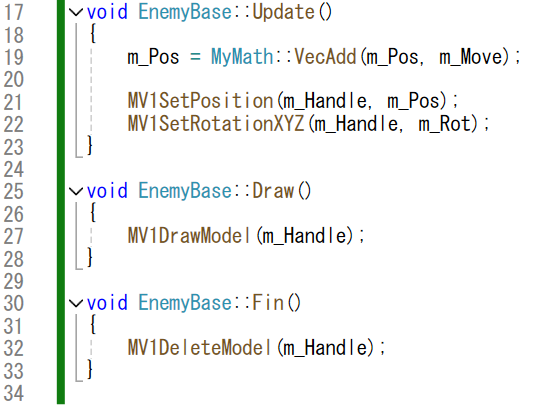 17 void EnemyBase::Update()
18 {
19 m_Pos = MyMath::VecAdd(m_Pos, m_Move);
20
21 MV1SetPosition(m_Handle, m_Pos);
22 MV1SetRotationXYZ(m_Handle, m_Rot);
23 }
24
25 void EnemyBase::Draw()
26 {
27 MV1DrawModel(m_Handle);
28 }
29
30 void EnemyBase::Fin()
31 {
32 MV1DeleteModel(m_Handle);
33 }
34